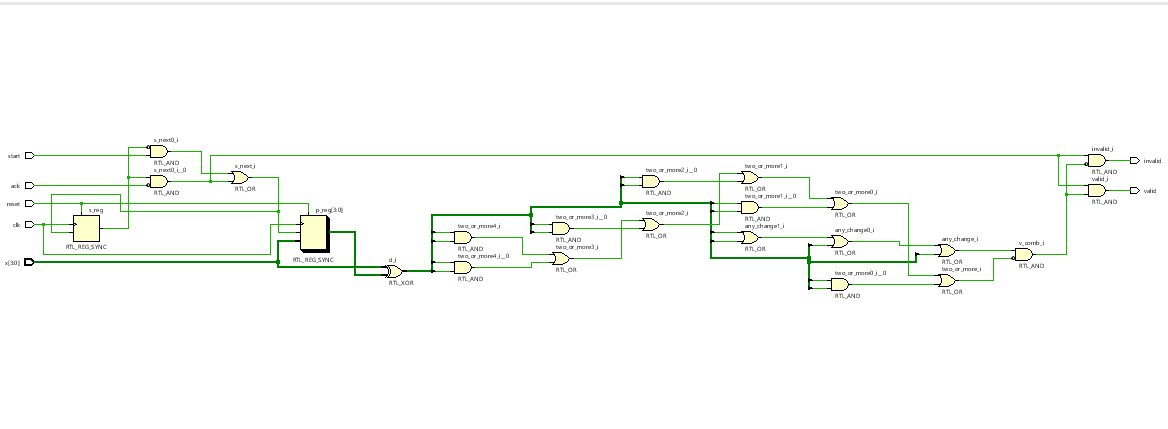 start
ack
reset
clk
x[3:0]
s_reg
RTL_REG_SYNC
s_next0_i
RTL_AND
s_next0_i__0
RTL_AND
s_next_i
RTL_OR
p_reg[3:0]
RTL_REG_SYNC
d_i
RTL_XOR
two_or_more4_i
RTL_AND
two_or_more4_i__0
RTL_AND
two_or_more3_i__0
RTL_AND
two_or_more3_i
RTL_OR
two_or_more2_i__0
RTL_AND
two_or_more2_i
RTL_OR
two_or_more1_i
RTL_OR
two_or_more1_i__0
RTL_AND
any_change1_i
RTL_OR
two_or_more0_i
RTL_OR
any_change0_i
RTL_OR
two_or_more0_i__0
RTL_AND
any_change_i
RTL_OR
two_or_more_i
RTL_OR
v_comb_i
RTL_AND
invalid_i
RTL_AND
valid_i
RTL_AND
invalid
valid